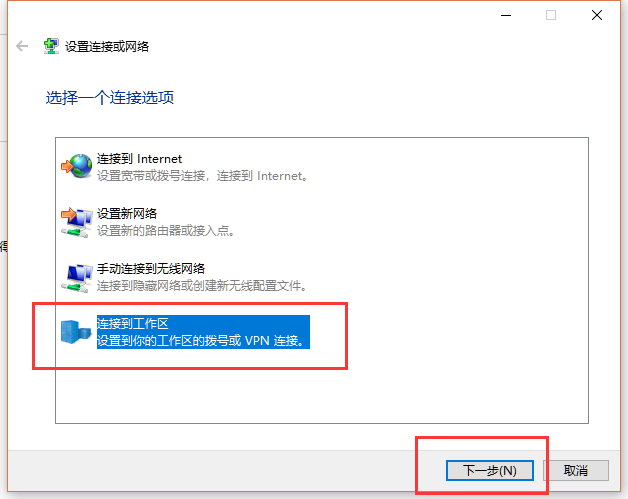 设置连接或网络
选择一个连接选项
连接到 Internet
设置宽带或拨号连接，连接到 Internet。
设置新网络
设置新的路由器或接入点。
手动连接到无线网络
连接到隐藏网络或创建新无线配置文件。
得
连接到工作区
设置到你的工作区的拨号或 VPN 连接。
下一步(N)
取消